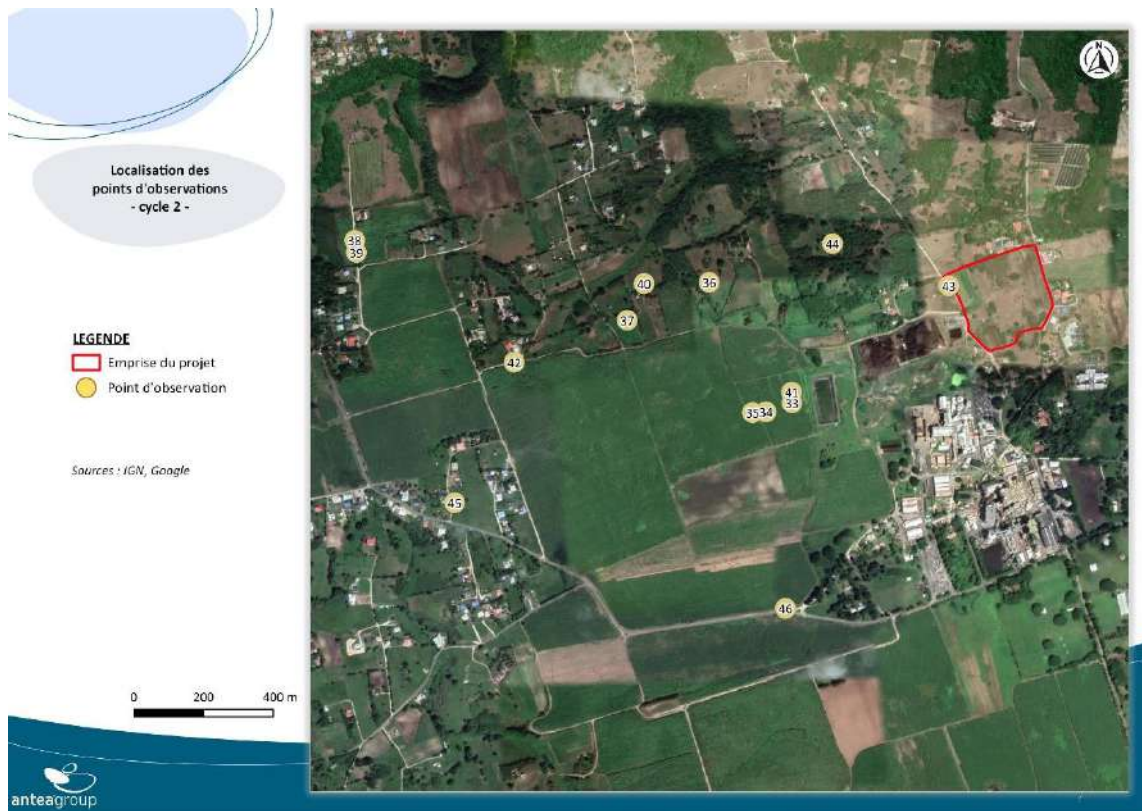 Localisation des
points d'observations
- cycle 2 -
LEGENDE
Emprise du projet
Point d'observation
Sources : IGN, Google
0 200 400 m
anteagroup
N
38
39
44
40
36
43
37
42
41
33
35
34
45
46